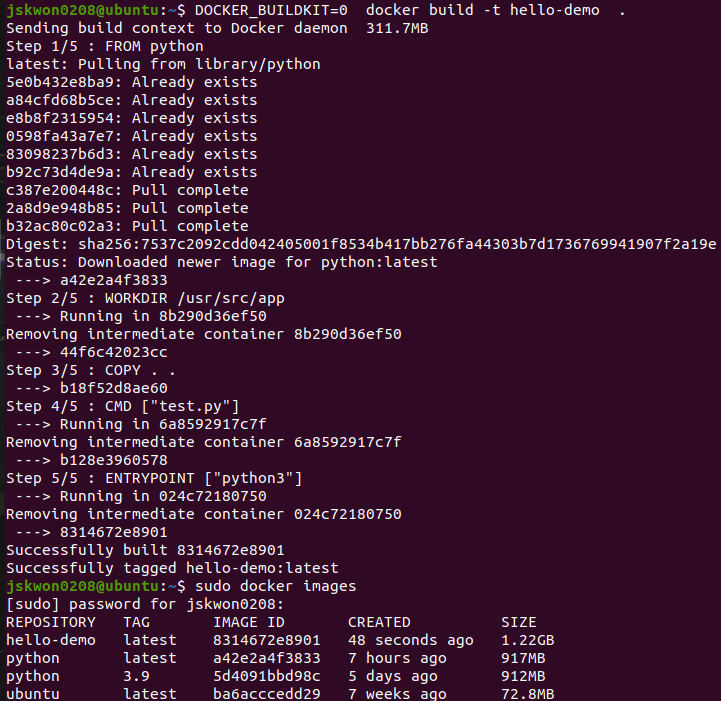 jskwon0208@ubuntu:~$ DOCKER_BUILDKIT=0  docker build -t hello-demo  .
Sending build context to Docker daemon  311.7MB
Step 1/5 : FROM python
latest: Pulling from library/python
5e0b432e8ba9: Already exists
a84cfd68b5ce: Already exists
e8b8f2315954: Already exists
0598fa43a7e7: Already exists
83098237b6d3: Already exists
b92c73d4de9a: Already exists
c387e200448c: Pull complete
2a8d9e948b85: Pull complete
b32ac80c02a3: Pull complete
Digest: sha256:7537c2092cdd042405001f8534b417bb276fa44303b7d1736769941907f2a19e
Status: Downloaded newer image for python:latest
 ---> a42e2a4f3833
Step 2/5 : WORKDIR /usr/src/app
 ---> Running in 8b290d36ef50
Removing intermediate container 8b290d36ef50
 ---> 44f6c42023cc
Step 3/5 : COPY . .
 ---> b18f52d8ae60
Step 4/5 : CMD ["test.py"]
 ---> Running in 6a8592917c7f
Removing intermediate container 6a8592917c7f
 ---> b128e3960578
Step 5/5 : ENTRYPOINT ["python3"]
 ---> Running in 024c72180750
Removing intermediate container 024c72180750
 ---> 8314672e8901
Successfully built 8314672e8901
Successfully tagged hello-demo:latest
jskwon0208@ubuntu:~$ sudo docker images
[sudo] password for jskwon0208:
REPOSITORY   TAG       IMAGE ID       CREATED          SIZE
hello-demo   latest    8314672e8901   48 seconds ago   1.22GB
python       latest    a42e2a4f3833   7 hours ago      917MB
python       3.9       5d4091bbd98c   5 days ago       912MB
ubuntu       latest    ba6acccedd29   7 weeks ago      72.8MB